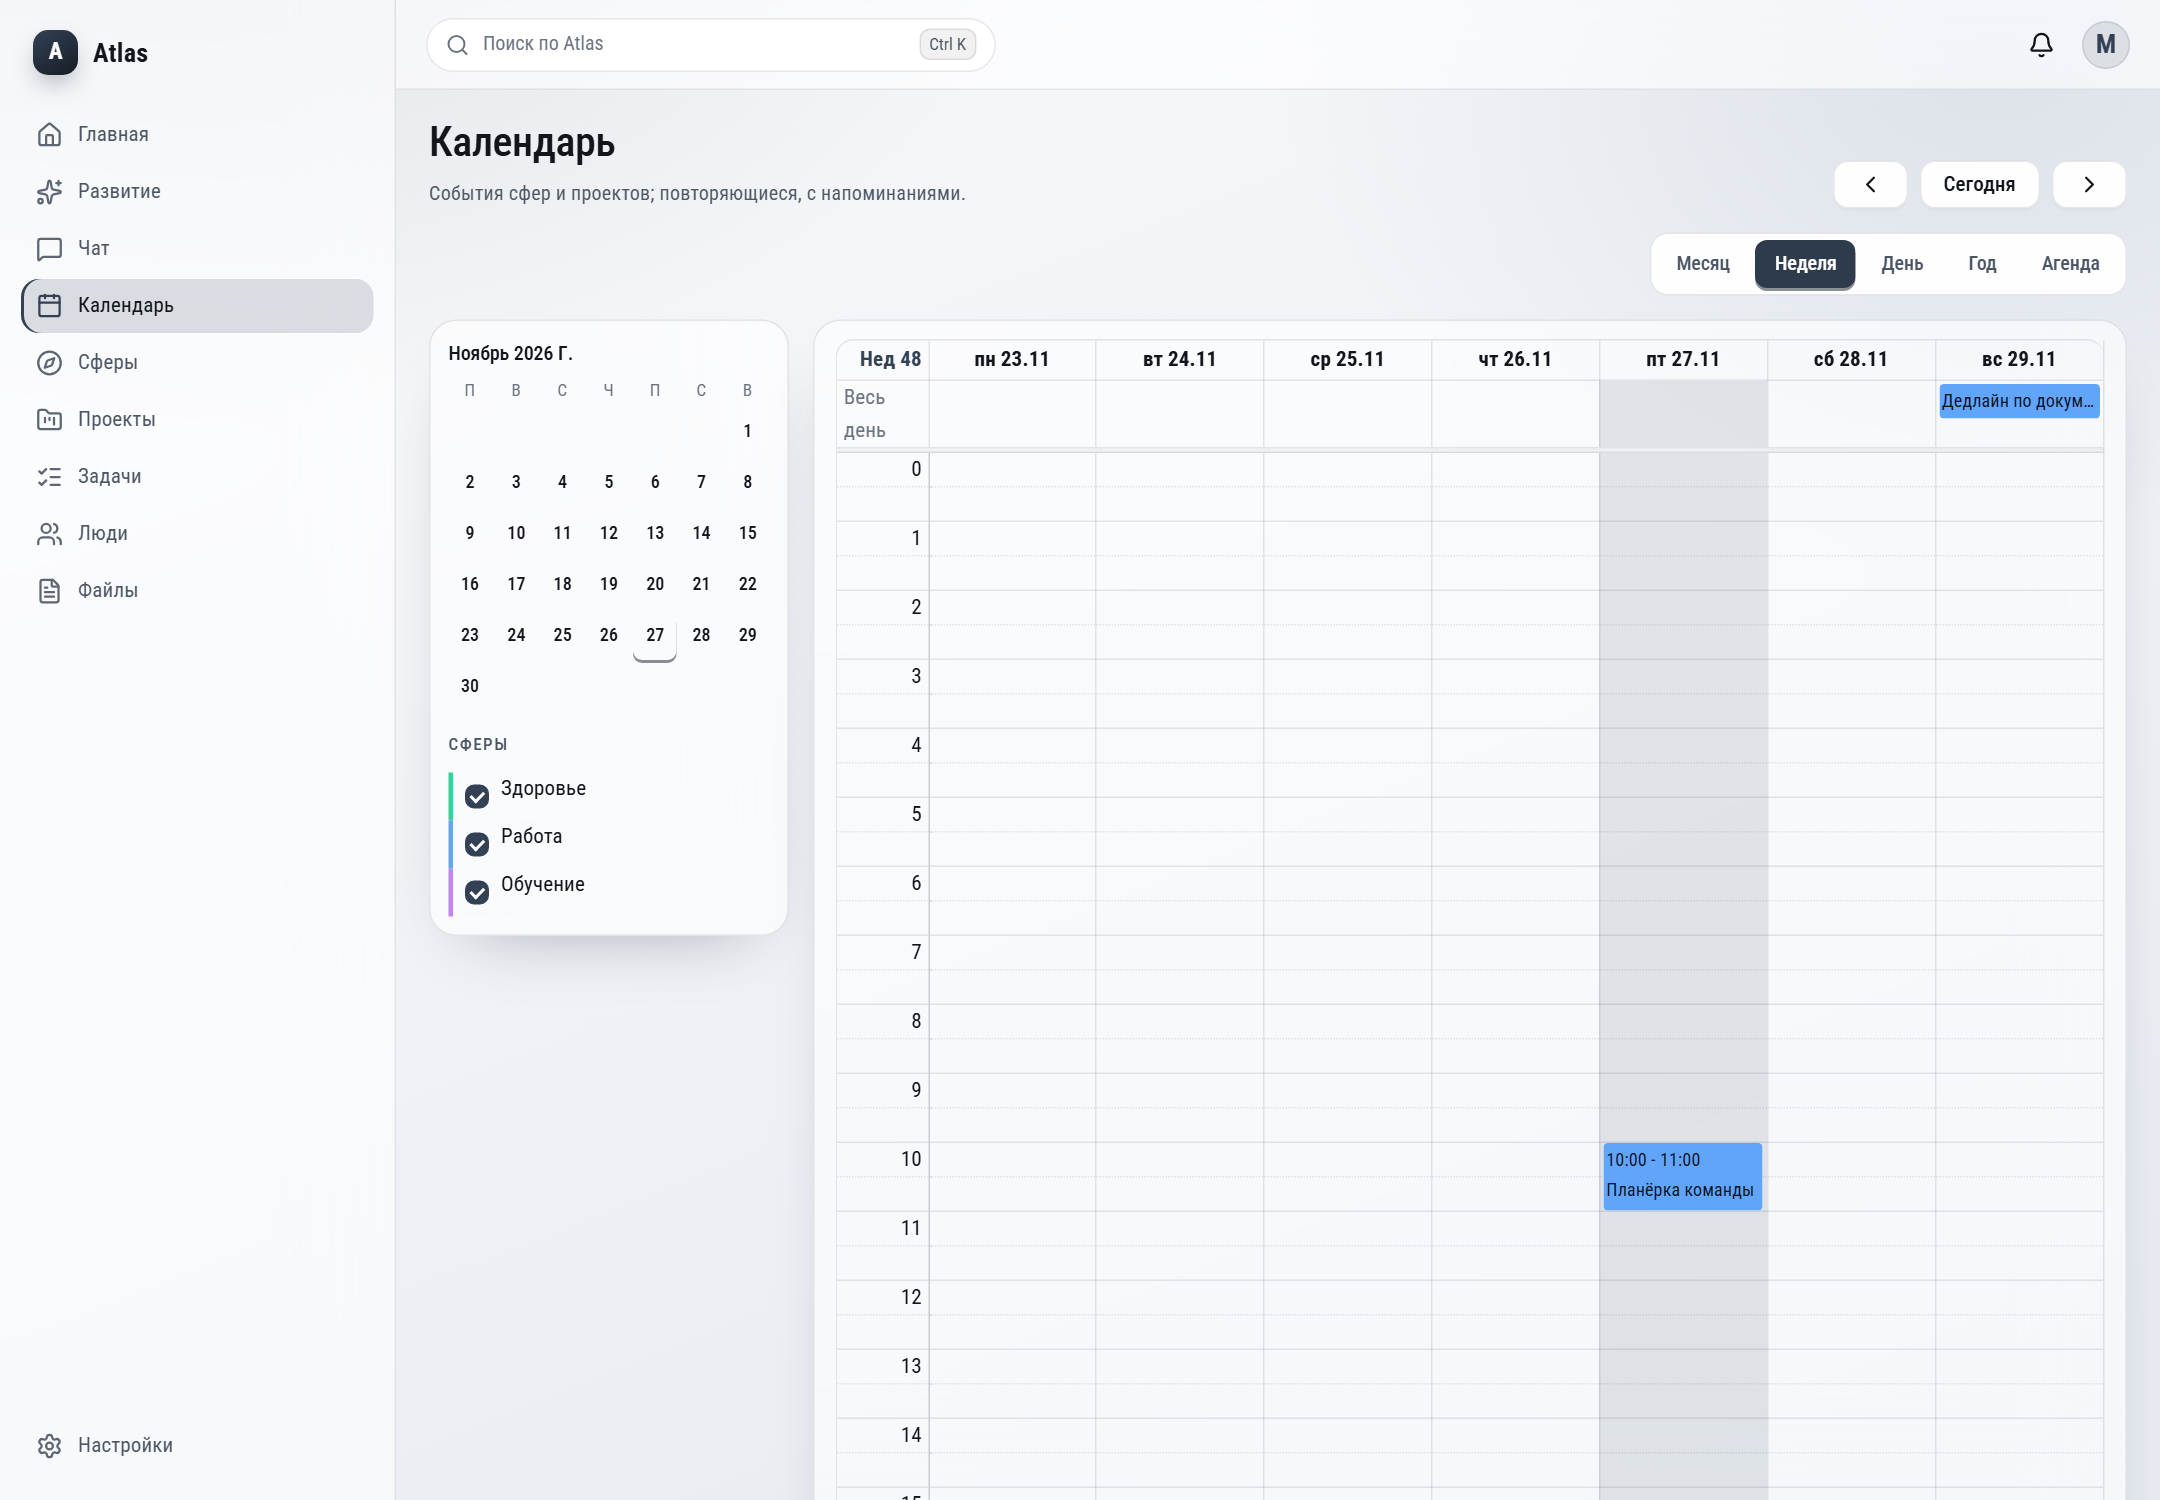 A Atlas
Поиск по Atlas Ctrl K
M
Главная
Развитие
Чат
Календарь
Сферы
Проекты
Задачи
Люди
Файлы
Настройки
Календарь
События сфер и проектов; повторяющиеся, с напоминаниями.
Сегодня
Месяц Неделя День Год Агенда
Ноябрь 2026 Г.
П В С Ч П С В
1
2 3 4 5 6 7 8
9 10 11 12 13 14 15
16 17 18 19 20 21 22
23 24 25 26 27 28 29
30
СФЕРЫ
Здоровье
Работа
Обучение
Нед 48 пн 23.11 вт 24.11 ср 25.11 чт 26.11 пт 27.11 сб 28.11 вс 29.11
Весь
день
Дедлайн по докум…
0
1
2
3
4
5
6
7
8
9
10
10:00 - 11:00
Планёрка команды
11
12
13
14